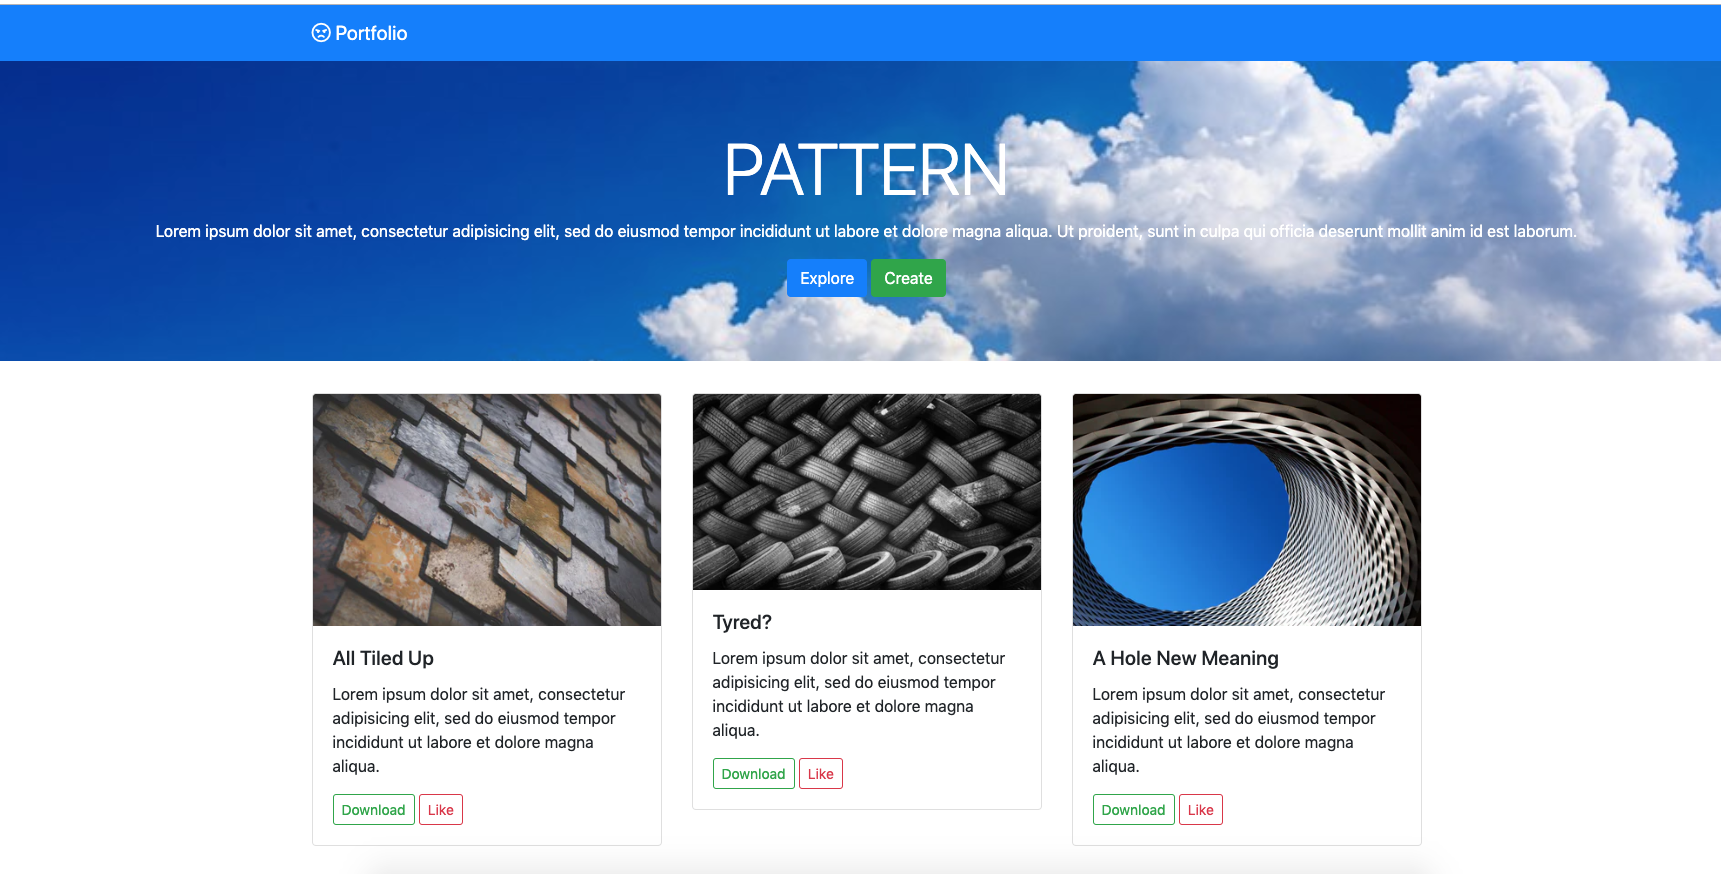 Portfolio
PATTERN
Lorem ipsum dolor sit amet, consectetur adipisicing elit, sed do eiusmod tempor incididunt ut labore et dolore magna aliqua. Ut proident, sunt in culpa qui officia deserunt mollit anim id est laborum.
Explore Create
All Tiled Up
Lorem ipsum dolor sit amet, consectetur
adipisicing elit, sed do eiusmod tempor
incididunt ut labore et dolore magna
aliqua.
Download Like
Tyred?
Lorem ipsum dolor sit amet, consectetur
adipisicing elit, sed do eiusmod tempor
incididunt ut labore et dolore magna
aliqua.
Download Like
A Hole New Meaning
Lorem ipsum dolor sit amet, consectetur
adipisicing elit, sed do eiusmod tempor
incididunt ut labore et dolore magna
aliqua.
Download Like